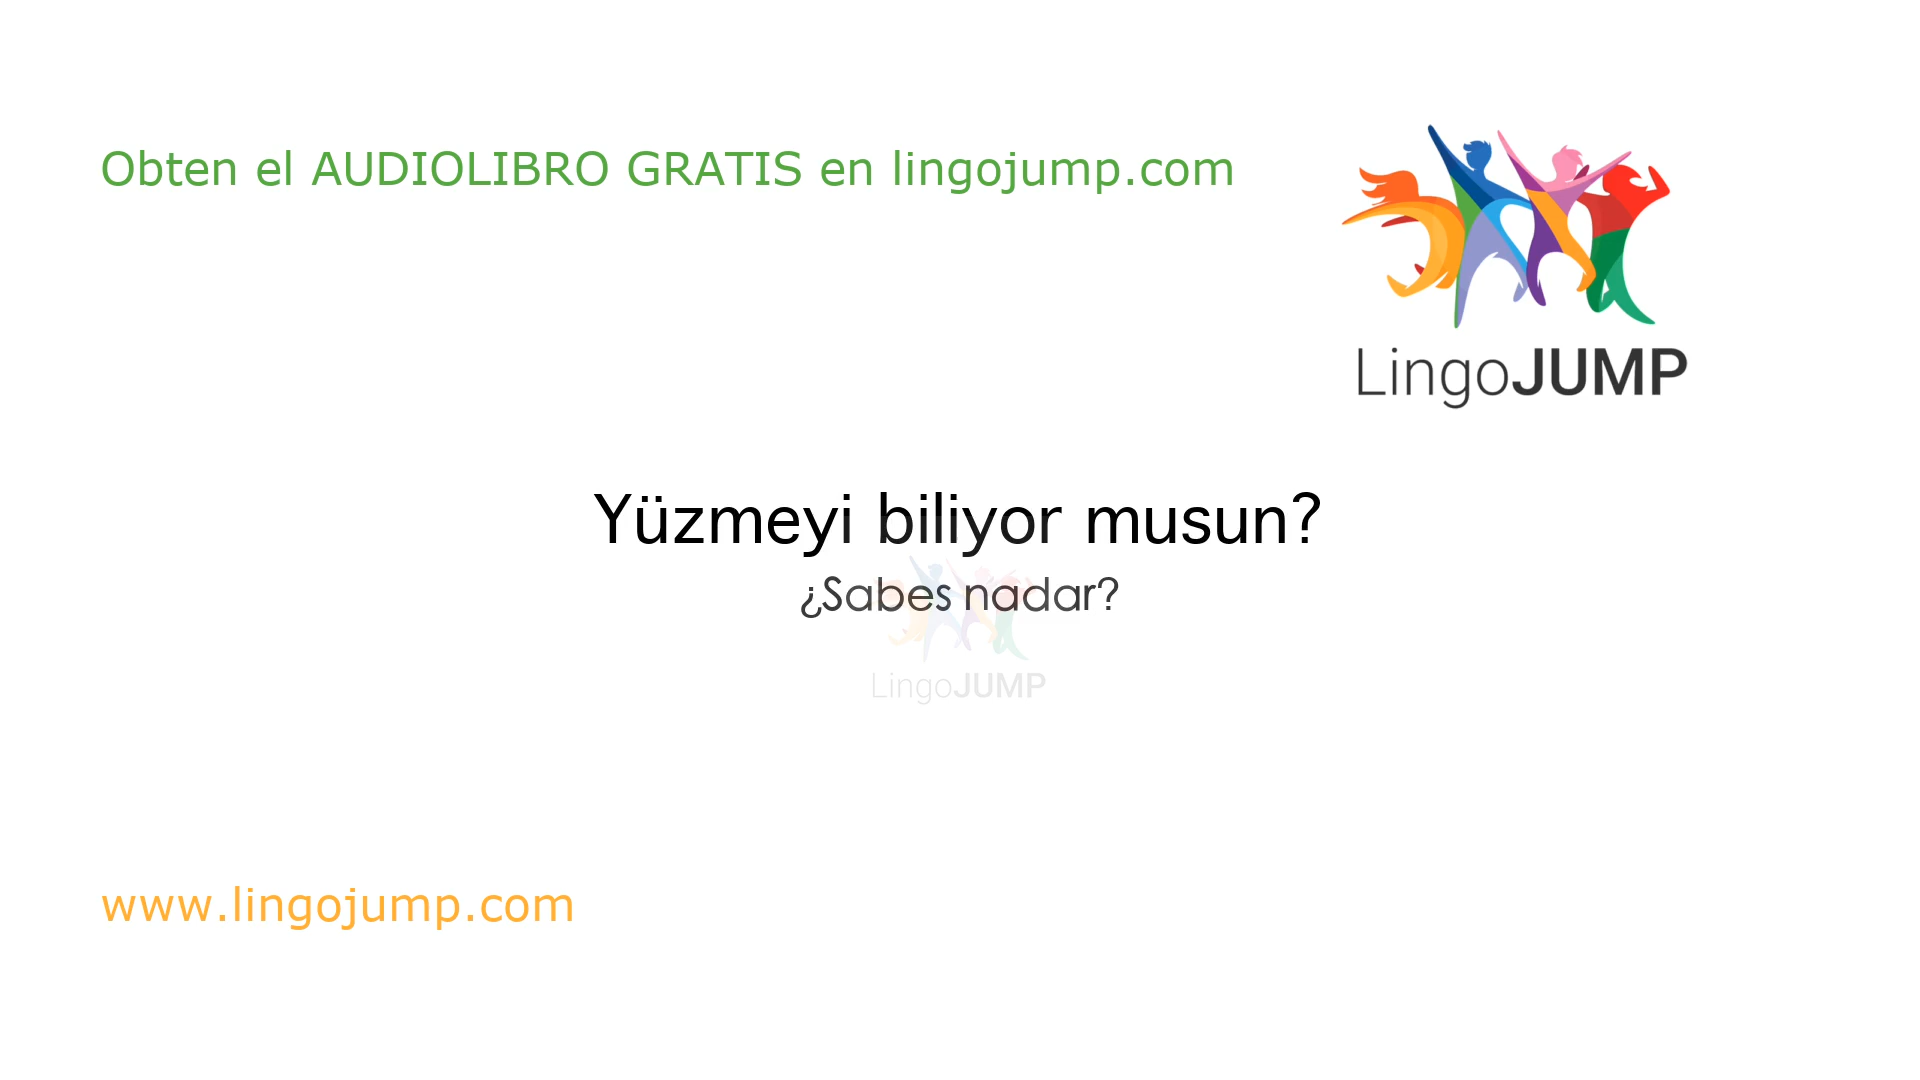 Obten el AUDIOLIBRO GRATIS en lingojump.com
LingoJUMP
Yüzmeyi biliyor musun?
¿Sabes nadar?
LingoJUMP
www.lingojump.com